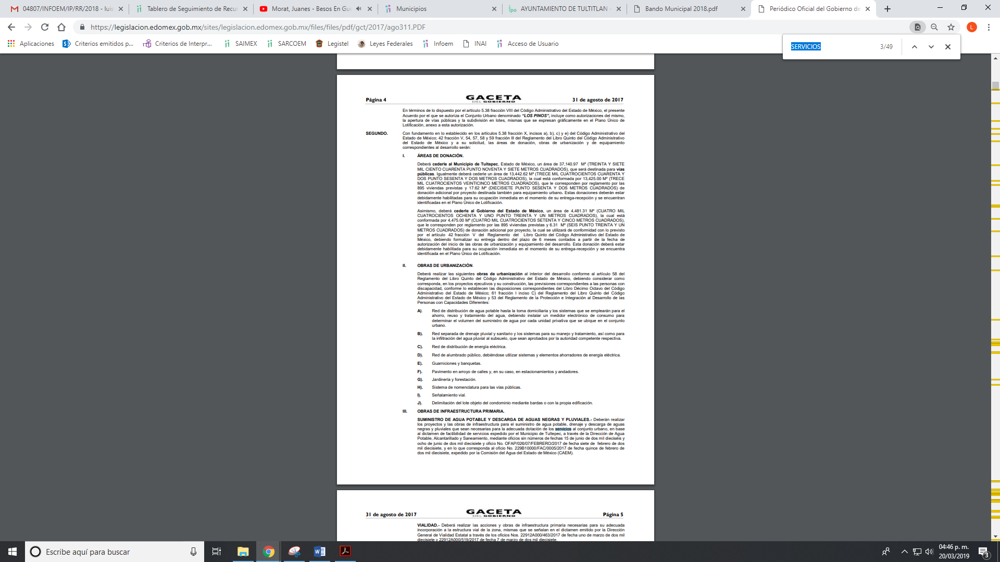 04807/INFOEM/IP/RR/2018 - luis
Tablero de Seguimiento de Recur
Morat, Juanes - Besos En Gue
Municipios
AYUNTAMIENTO DE TULTITLAN -
Bando Municipal 2018.pdf
Periódico Oficial del Gobierno de
https://legislacion.edomex.gob.mx/sites/legislacion.edomex.gob.mx/files/files/pdf/gct/2017/ago311.PDF
L
Aplicaciones
Criterios emitidos p...
Criterios de Interpr...
SAIMEX
SARCOEM
Legistel
Leyes Federales
Infoem
INAI
Acceso de Usuario
SERVICIOS
3/49
Página 4
GACETA
DEL GOBIERNO
31 de agosto de 2017
En términos de lo dispuesto por el artículo 5.38 fracción VIII del Código Administrativo del Estado de México, el presente
Acuerdo por el que se autoriza el Conjunto Urbano denominado “LOS PINOS”, incluye como autorizaciones del mismo,
la apertura de vías públicas y la subdivisión en lotes, mismas que se expresan gráficamente en el Plano Único de
Lotificación, anexo a esta autorización.
SEGUNDO. Con fundamento en lo establecido en los artículos 5.38 fracción X, incisos a), b), c) y e) del Código Administrativo del
Estado de México; 42 fracción V, 54, 57, 58 y 59 fracción III del Reglamento del Libro Quinto del Código Administrativo
del Estado de México y a su solicitud, las áreas de donación, obras de urbanización y de equipamiento
correspondientes al desarrollo serán:
I. ÁREAS DE DONACIÓN.
Deberá cederle al Municipio de Tultepec, Estado de México, un área de 37,140.97 M² (TREINTA Y SIETE
MIL CIENTO CUARENTA PUNTO NOVENTA Y SIETE METROS CUADRADOS), que será destinada para vías
públicas. Igualmente deberá cederle un área de 13,442.62 M² (TRECE MIL CUATROCIENTOS CUARENTA Y
DOS PUNTO SESENTA Y DOS METROS CUADRADOS), la cual está conformada por 13,425.00 M² (TRECE
MIL CUATROCIENTOS VEINTICINCO METROS CUADRADOS), que le corresponden por reglamento por las
895 viviendas previstas y 17.62 M² (DIECISIETE PUNTO SESENTA Y DOS METROS CUADRADOS) de
donación adicional por proyecto destinada también para equipamiento urbano. Estas donaciones deberán estar
debidamente habilitadas para su ocupación inmediata en el momento de su entrega-recepción y se encuentran
identificadas en el Plano Único de Lotificación.
Asimismo, deberá cederle al Gobierno del Estado de México, un área de 4,481.31 M² (CUATRO MIL
CUATROCIENTOS OCHENTA Y UNO PUNTO TREINTA Y UN METROS CUADRADOS), la cual está
conformada por 4,475.00 M² (CUATRO MIL CUATROCIENTOS SETENTA Y CINCO METROS CUADRADOS),
que le corresponden por reglamento por las 895 viviendas previstas y 6.31 M² (SEIS PUNTO TREINTA Y UN
METROS CUADRADOS) de donación adicional por proyecto, la cual se utilizará de conformidad con lo previsto
por el artículo 42 fracción V del Reglamento del Libro Quinto del Código Administrativo del Estado de
México, debiendo formalizar su entrega dentro del plazo de 6 meses contados a partir de la fecha de
autorización del inicio de las obras de urbanización y equipamiento del desarrollo. Esta donación deberá estar
debidamente habilitada para su ocupación inmediata en el momento de su entrega-recepción y se encuentra
identificada en el Plano Único de Lotificación.
II. OBRAS DE URBANIZACIÓN.
Deberá realizar las siguientes obras de urbanización al interior del desarrollo conforme al artículo 58 del
Reglamento del Libro Quinto del Código Administrativo del Estado de México, debiendo considerar como
corresponda, en los proyectos ejecutivos y su construcción, las previsiones correspondientes a las personas con
discapacidad, conforme lo establecen las disposiciones correspondientes del Libro Décimo Octavo del Código
Administrativo del Estado de México; 61 fracción I inciso C) del Reglamento del Libro Quinto del Código
Administrativo del Estado de México y 53 del Reglamento de la Protección e Integración al Desarrollo de las
Personas con Capacidades Diferentes:
A). Red de distribución de agua potable hasta la toma domiciliaria y los sistemas que se emplearán para el
ahorro, reuso y tratamiento del agua, debiendo instalar un medidor electrónico de consumo para
determinar el volumen del suministro de agua por cada unidad privativa que se ubique en el conjunto
urbano.
B). Red separada de drenaje pluvial y sanitario y los sistemas para su manejo y tratamiento, así como para
la infiltración del agua pluvial al subsuelo, que sean aprobados por la autoridad competente respectiva.
C). Red de distribución de energía eléctrica.
D). Red de alumbrado público, debiéndose utilizar sistemas y elementos ahorradores de energía eléctrica.
E). Guarniciones y banquetas.
F). Pavimento en arroyo de calles y, en su caso, en estacionamientos y andadores.
G). Jardinería y forestación.
H). Sistema de nomenclatura para las vías públicas.
I). Señalamiento vial.
J). Delimitación del lote objeto del condominio mediante bardas o con la propia edificación.
III. OBRAS DE INFRAESTRUCTURA PRIMARIA.
SUMINISTRO DE AGUA POTABLE Y DESCARGA DE AGUAS NEGRAS Y PLUVIALES.- Deberán realizar
los proyectos y las obras de infraestructura para el suministro de agua potable, drenaje y descarga de aguas
negras y pluviales que sean necesarias para la adecuada dotación de los servicios al conjunto urbano, en base
al dictamen de factibilidad de servicios expedido por el Municipio de Tultepec, a través de la Dirección de Agua
Potable, Alcantarillado y Saneamiento, mediante oficios sin números de fechas 15 de junio de dos mil dieciséis y
ocho de junio de dos mil diecisiete y oficio No. OFAP/026/07/FEBRERO/2017 de fecha siete de febrero de dos
mil diecisiete, y en lo que corresponda al oficio No. 229B10000/FAC/0005/2017 de fecha quince de febrero de
dos mil diecisiete, expedido por la Comisión del Agua del Estado de México (CAEM).
31 de agosto de 2017
GACETA
DEL GOBIERNO
Página 5
VIALIDAD.- Deberá realizar las acciones y obras de infraestructura primaria necesarias para su adecuada
incorporación a la estructura vial de la zona, mismas que se señalan en el dictamen emitido por la Dirección
General de Vialidad Estatal a través de los oficios Nos. 22912A000/463/2017 de fecha uno de marzo de dos mil
diecisiete y 22912A000/519/2017 de fecha 7 de marzo de dos mil diecisiete.
Escribe aquí para buscar
04:46 p. m.
20/03/2019
3